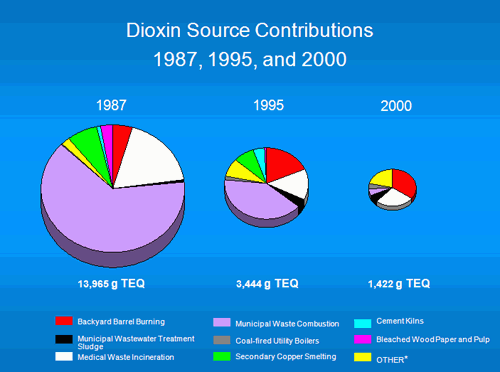 Dioxin Source Contributions
1987, 1995, and 2000
1987
1995
2000
13,965 g TEQ
3,444 g TEQ
1,422 g TEQ
Backyard Barrel Burning
Municipal Wastewater Treatment
Sludge
Medical Waste Incineration
Municipal Waste Combustion
Coal-fired Utility Boilers
Secondary Copper Smelting
Cement Kilns
Bleached Wood Paper and Pulp
OTHER*